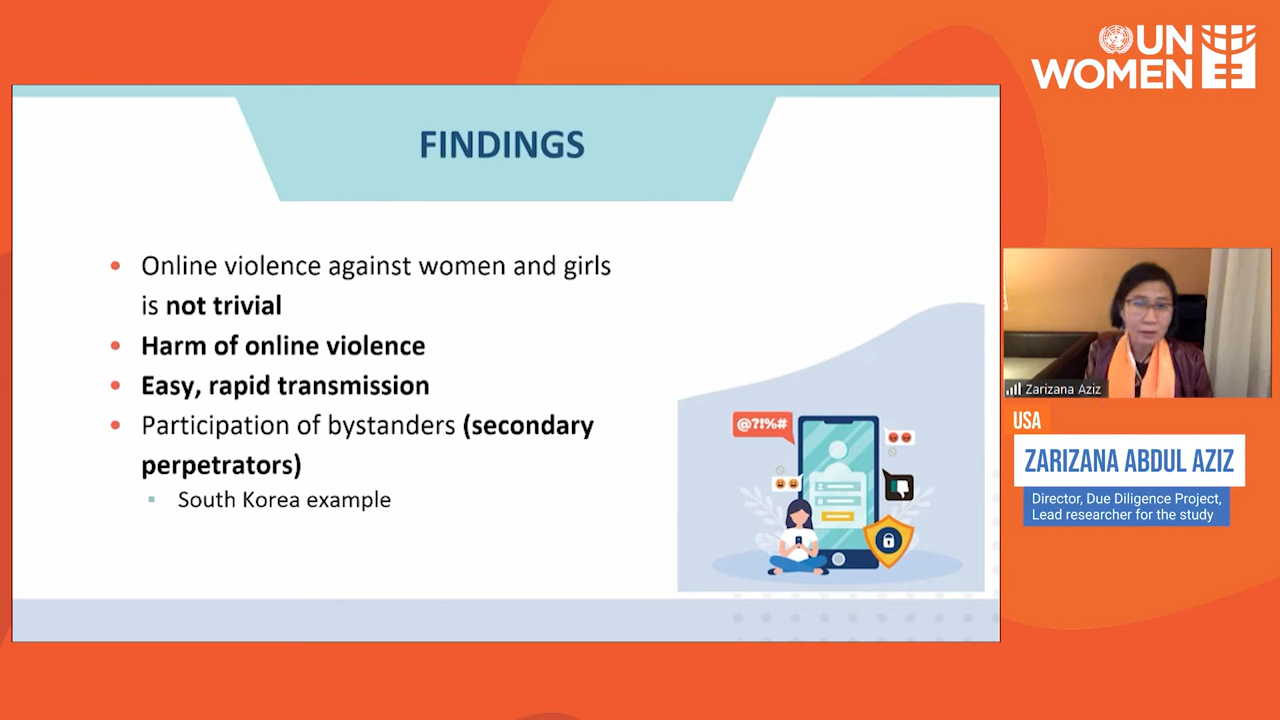 UN
WOMEN
FINDINGS
• Online violence against women and girls
is not trivial
• Harm of online violence
• Easy, rapid transmission
• Participation of bystanders (secondary
perpetrators)
▪ South Korea example
@?!%#
Zarizana Aziz
USA
ZARIZANA ABDUL AZIZ
Director, Due Diligence Project,
Lead researcher for the study